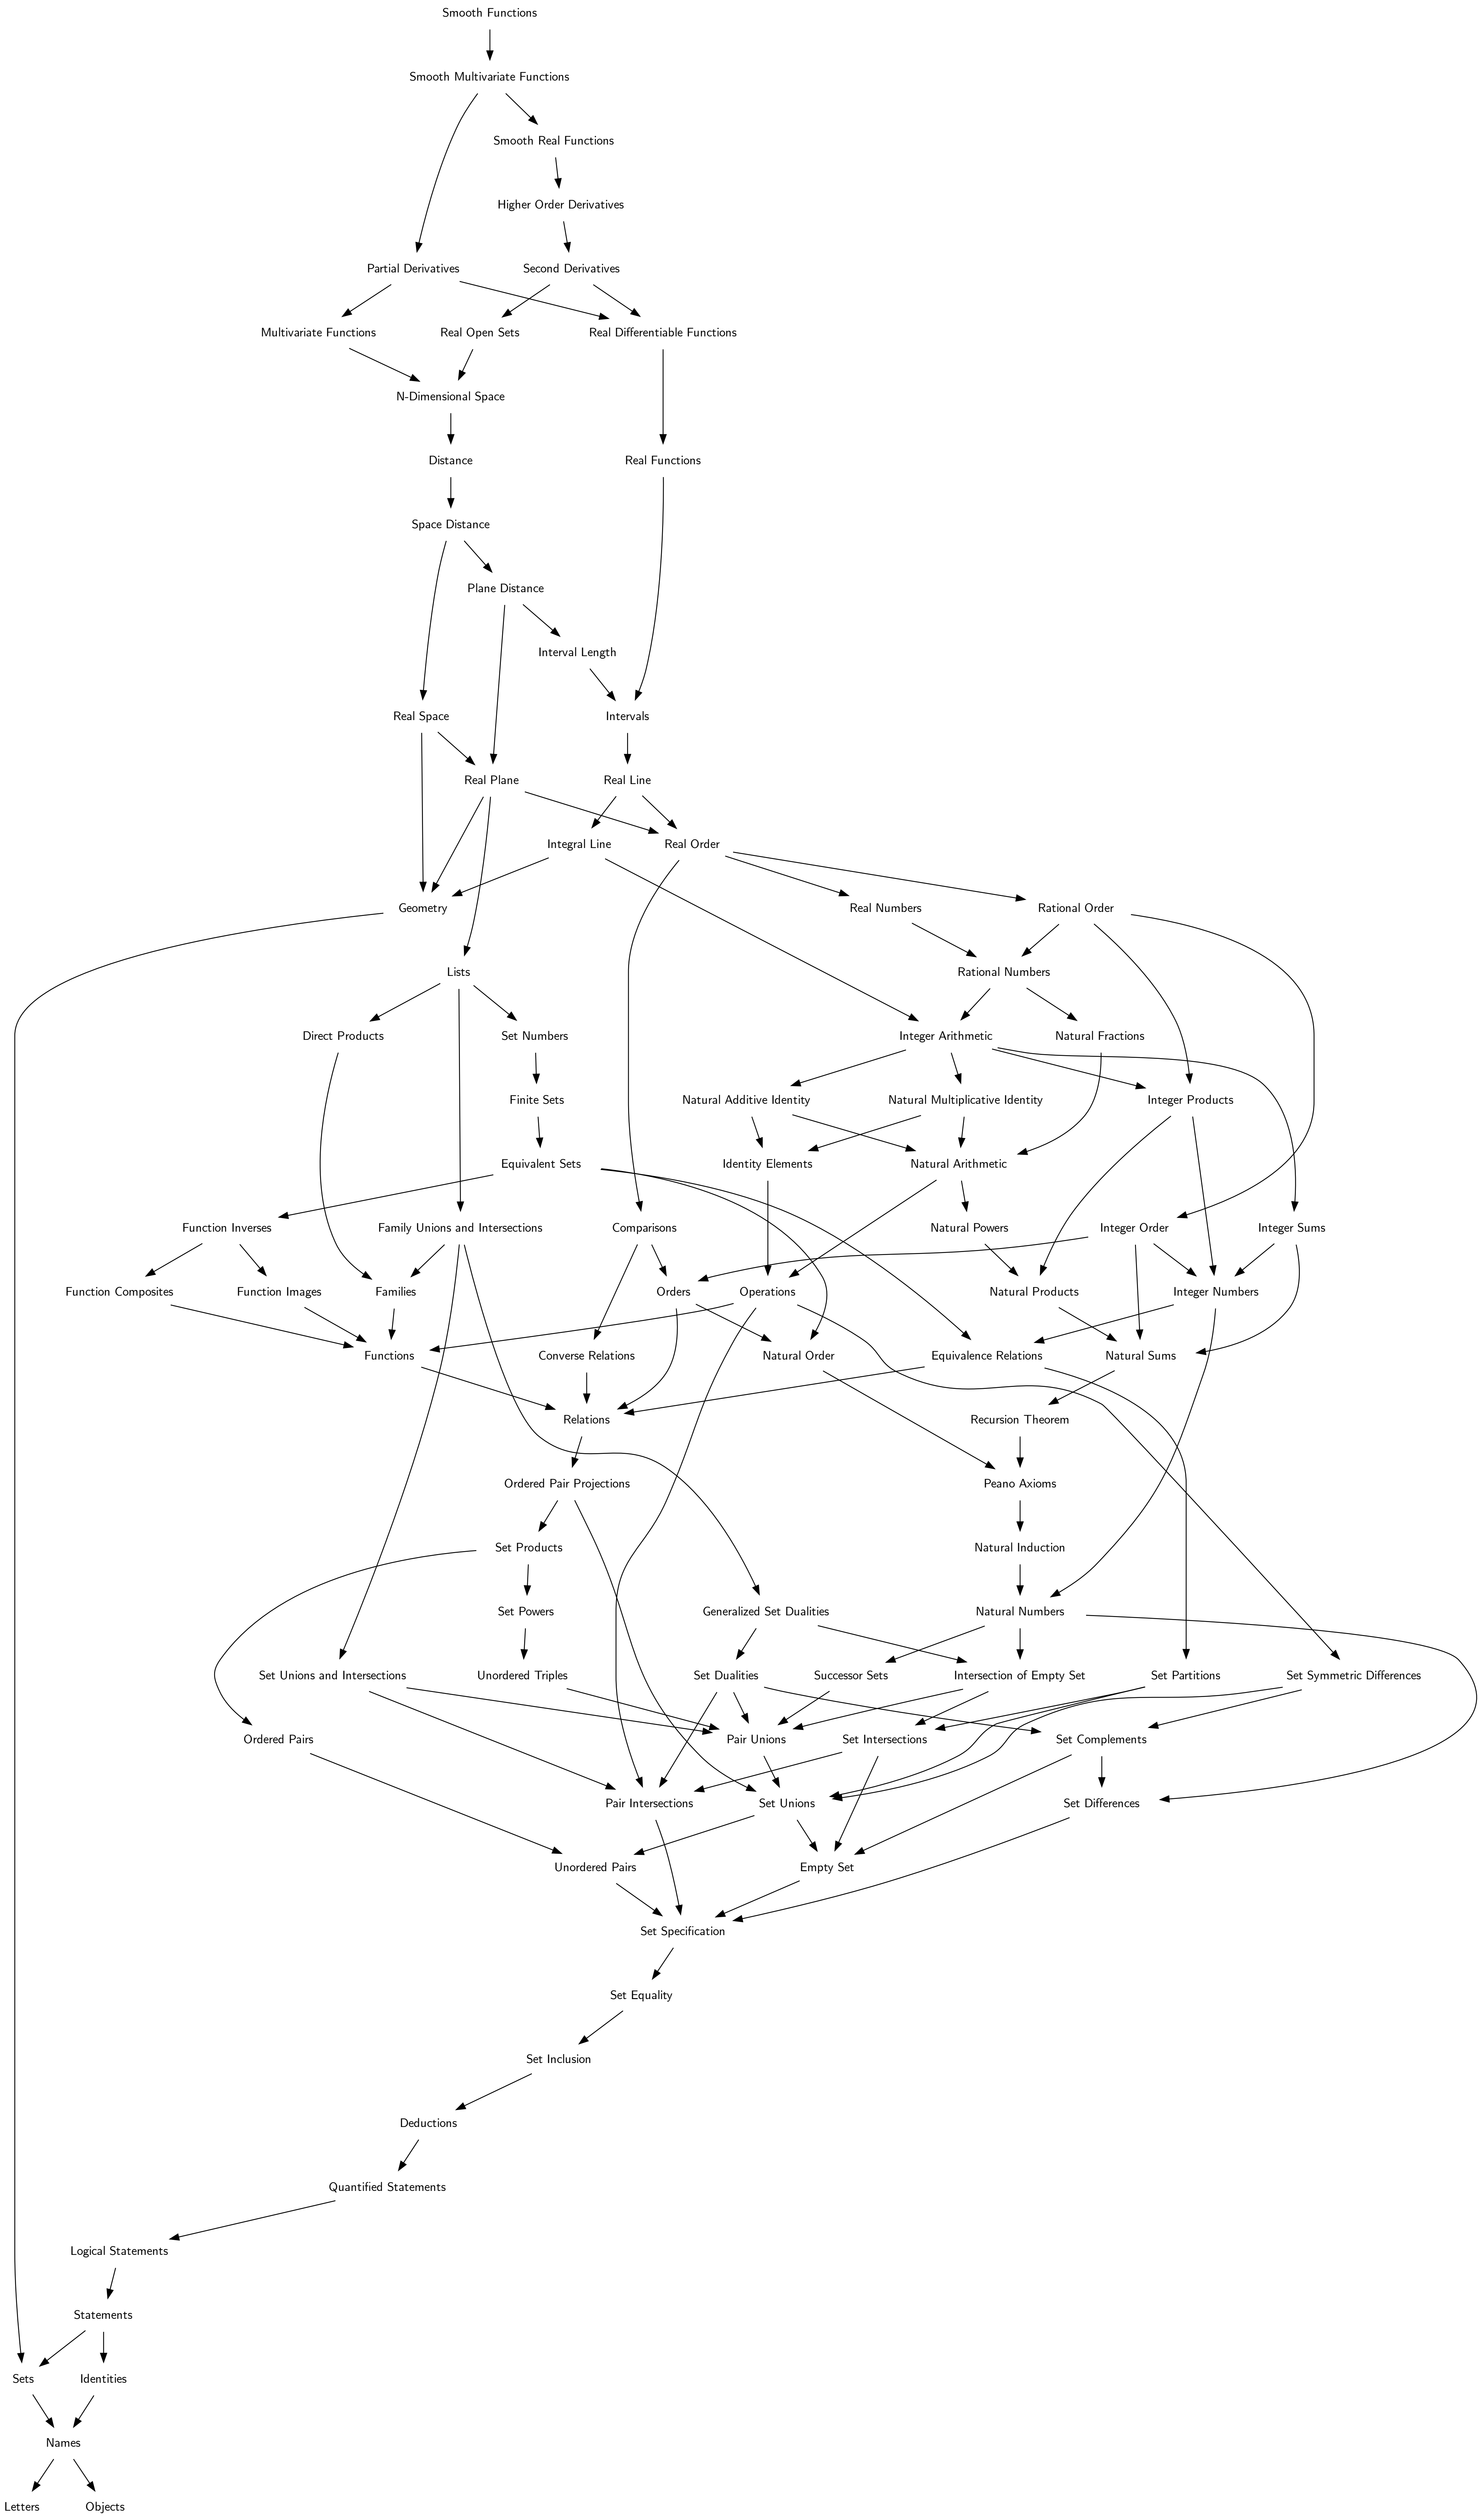 Smooth Functions
Smooth Multivariate Functions
Smooth Real Functions
Higher Order Derivatives
Partial Derivatives
Second Derivatives
Multivariate Functions
Real Open Sets
Real Differentiable Functions
N-Dimensional Space
Distance
Real Functions
Space Distance
Plane Distance
Interval Length
Real Space
Intervals
Real Plane
Real Line
Integral Line
Real Order
Geometry
Real Numbers
Rational Order
Lists
Rational Numbers
Direct Products
Set Numbers
Integer Arithmetic
Natural Fractions
Finite Sets
Natural Additive Identity
Natural Multiplicative Identity
Integer Products
Equivalent Sets
Identity Elements
Natural Arithmetic
Function Inverses
Family Unions and Intersections
Comparisons
Natural Powers
Integer Order
Integer Sums
Function Composites
Function Images
Families
Orders
Operations
Natural Products
Integer Numbers
Functions
Converse Relations
Natural Order
Equivalence Relations
Natural Sums
Relations
Recursion Theorem
Ordered Pair Projections
Peano Axioms
Set Products
Natural Induction
Set Powers
Generalized Set Dualities
Natural Numbers
Set Unions and Intersections
Unordered Triples
Set Dualities
Successor Sets
Intersection of Empty Set
Set Partitions
Set Symmetric Differences
Ordered Pairs
Pair Unions
Set Intersections
Set Complements
Pair Intersections
Set Unions
Set Differences
Unordered Pairs
Empty Set
Set Specification
Set Equality
Set Inclusion
Deductions
Quantified Statements
Logical Statements
Statements
Sets
Identities
Names
Letters
Objects